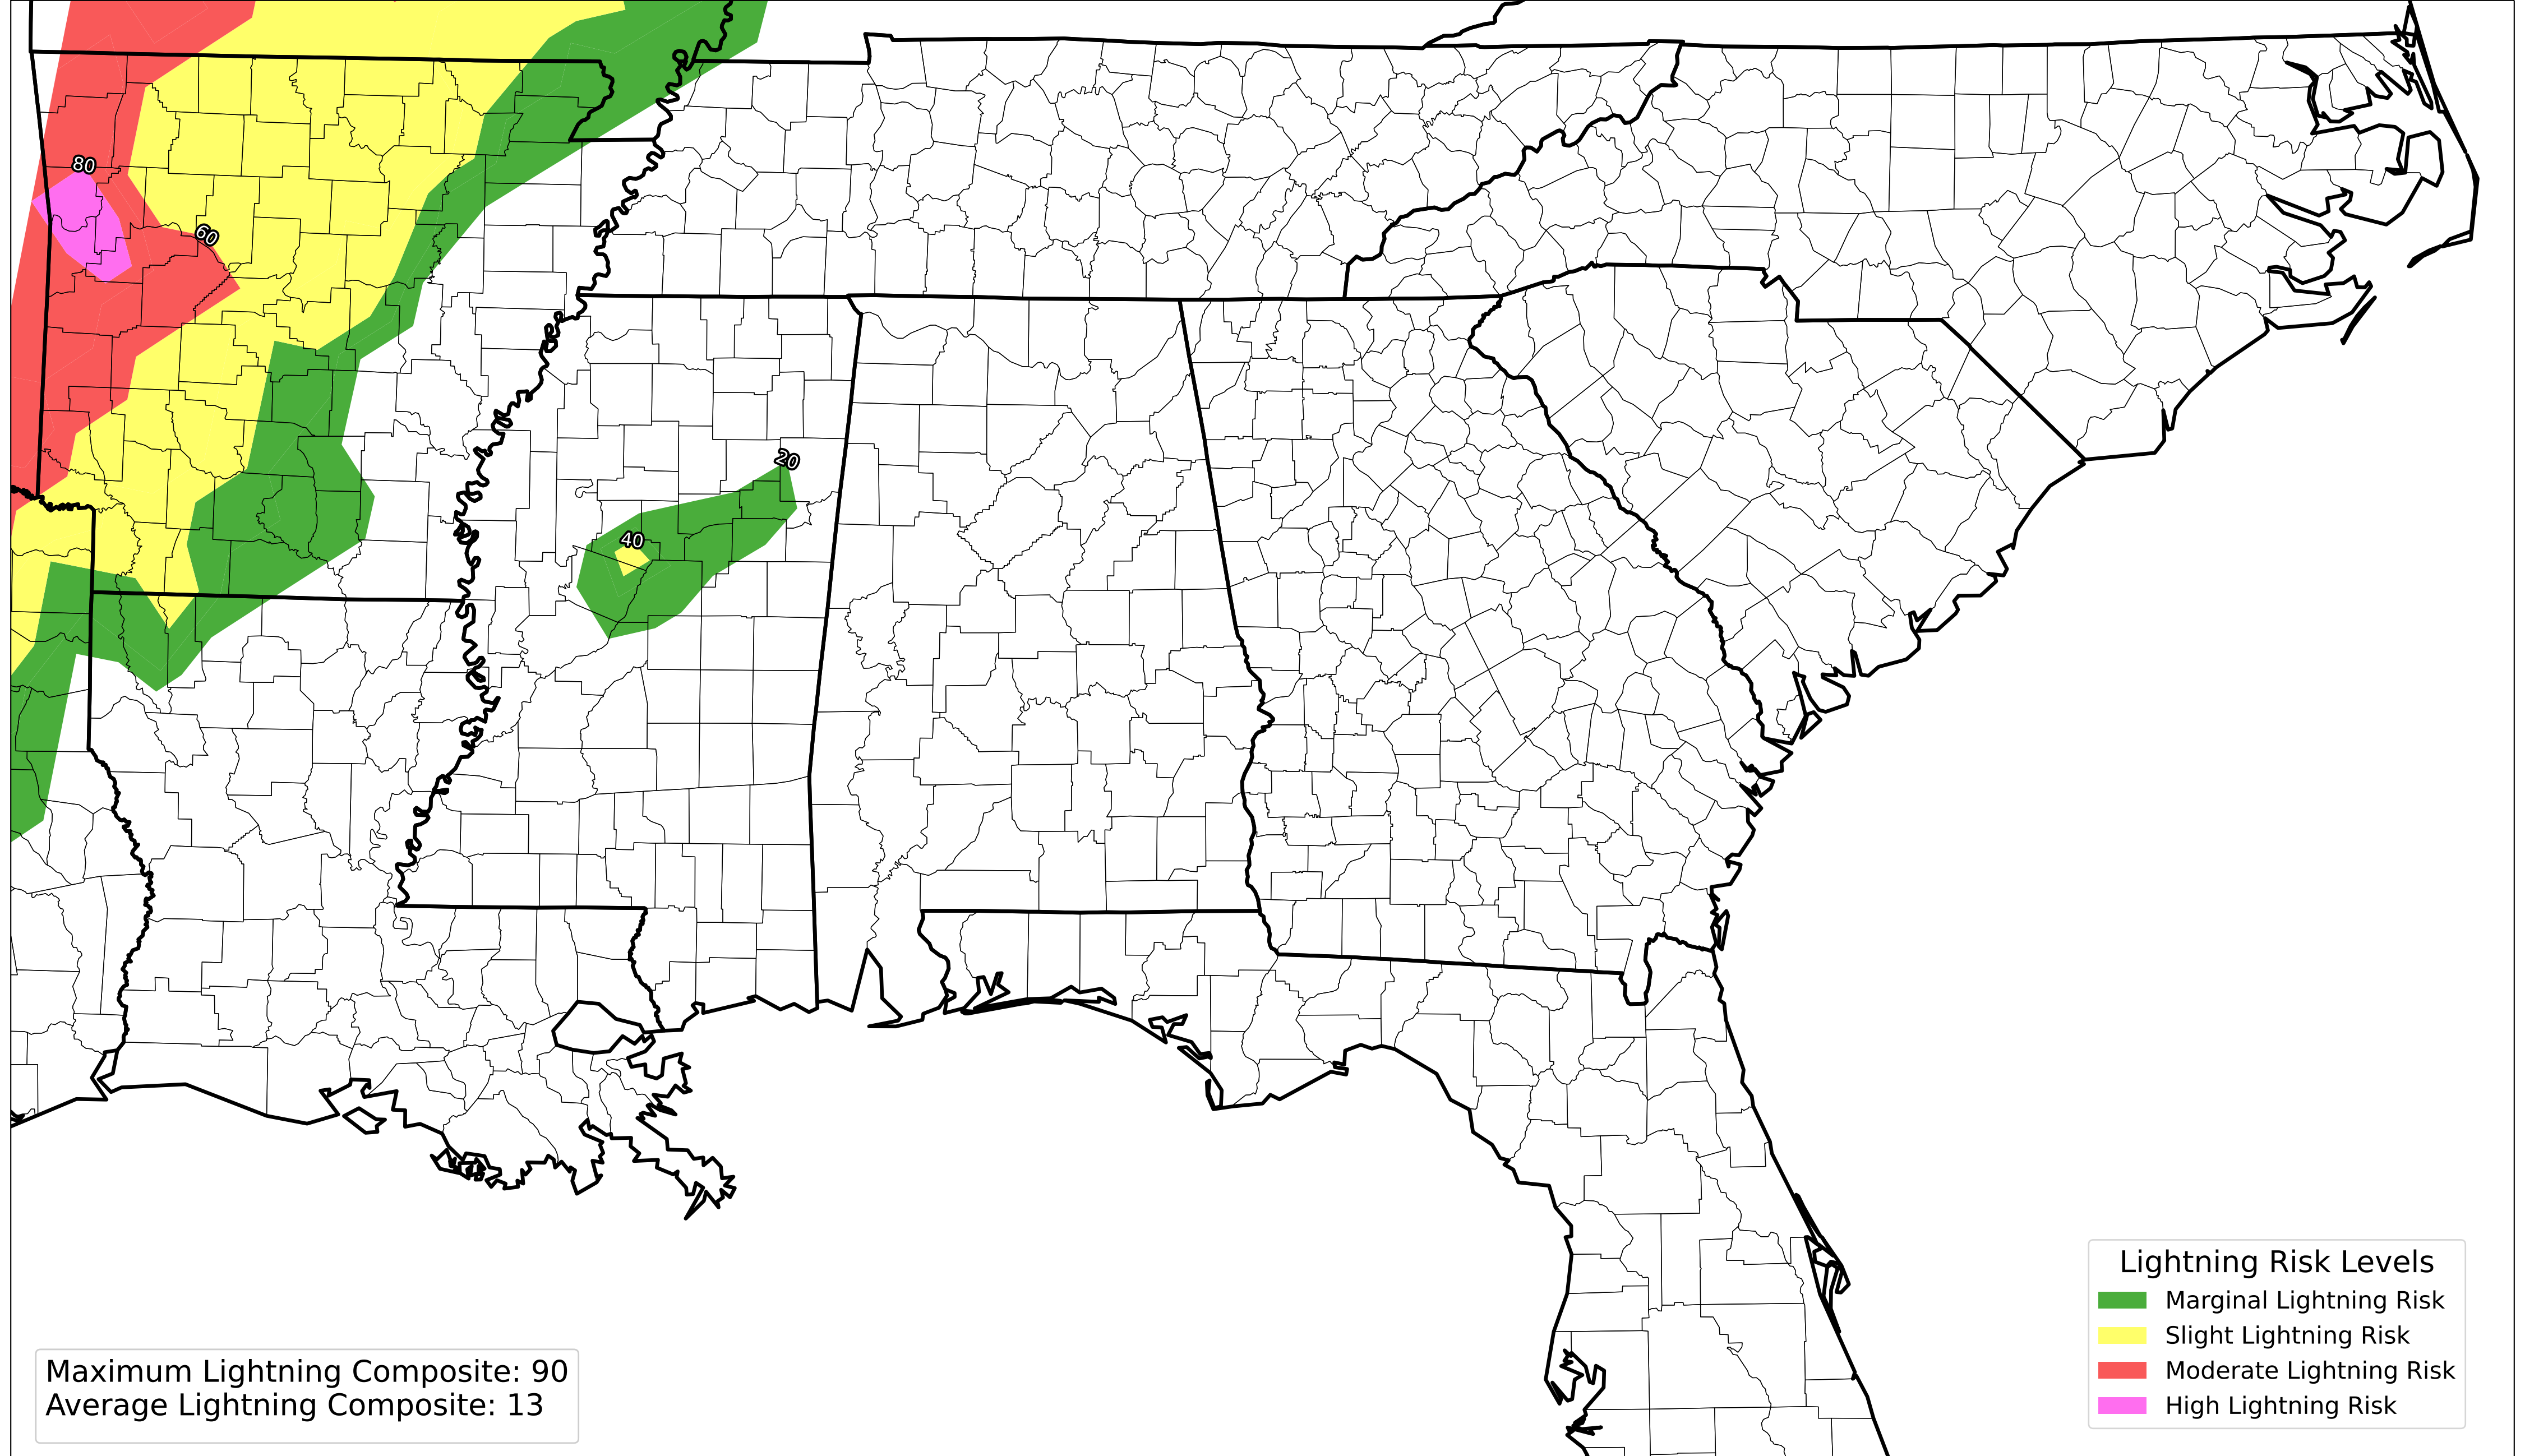 80
60
20
40
Lightning Risk Levels
Marginal Lightning Risk
Slight Lightning Risk
Moderate Lightning Risk
High Lightning Risk
Maximum Lightning Composite: 90
Average Lightning Composite: 13